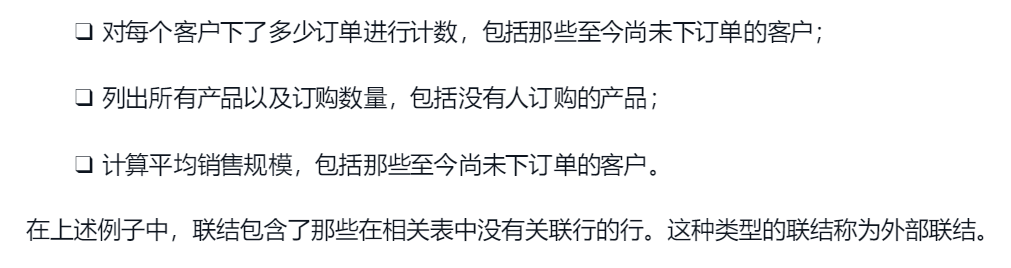 ❑ 对每个客户下了多少订单进行计数，包括那些至今尚未下订单的客户；
❑ 列出所有产品以及订购数量，包括没有人订购的产品；
❑ 计算平均销售规模，包括那些至今尚未下订单的客户。
在上述例子中，联结包含了那些在相关表中没有关联行的行。这种类型的联结称为外部联结。